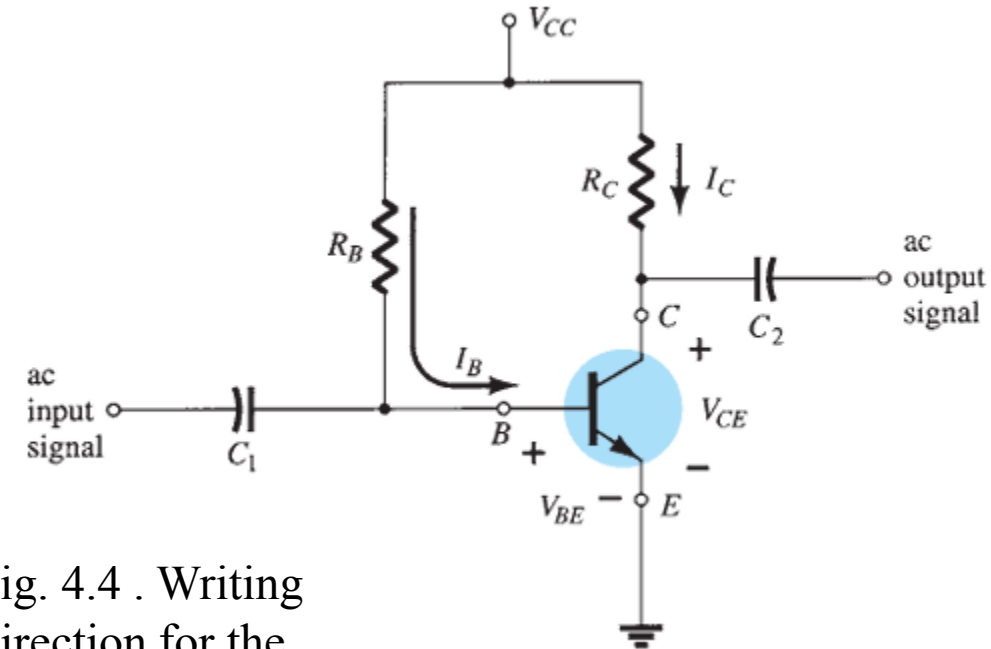 V_CC
R_C
I_C
R_B
ac
output
signal
C
C_2
+
I_B
ac
input
signal
V_CE
B
C_1
+
−
V_BE
−
E
ig. 4.4 . Writing
irection for the